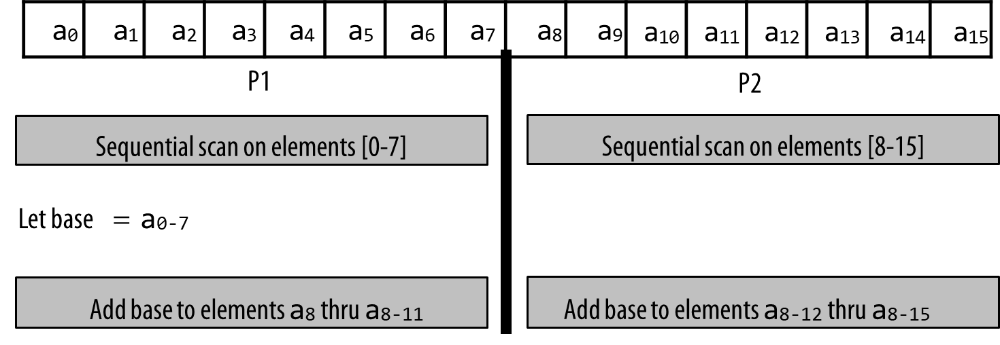 a0 a1 a2 a3 a4 a5 a6 a7 a8 a9 a10 a11 a12 a13 a14 a15
P1 P2
Sequential scan on elements [0-7]
Sequential scan on elements [8-15]
Let base = a0-7
Add base to elements a8 thru a8-11
Add base to elements a8-12 thru a8-15